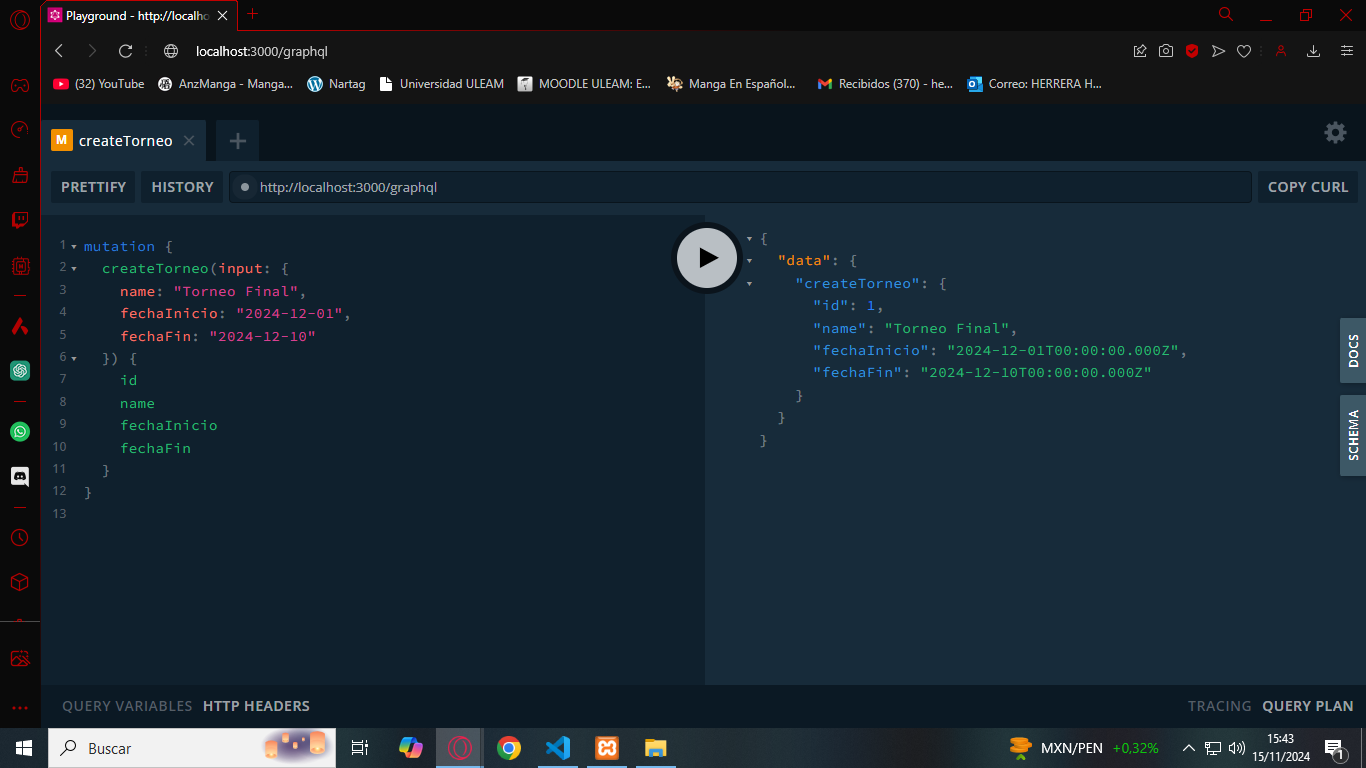 Playground - http://localho
localhost:3000/graphql
(32) YouTube
AnzManga - Manga...
Nartag
Universidad ULEAM
MOODLE ULEAM: E...
Manga En Español...
Recibidos (370) - he...
Correo: HERRERA H...
M createTorneo
PRETTIFY
HISTORY
http://localhost:3000/graphql
COPY CURL
1 mutation {
2 createTorneo(input: {
3 name: "Torneo Final",
4 fechaInicio: "2024-12-01",
5 fechaFin: "2024-12-10"
6 }) {
7 id
8 name
9 fechaInicio
10 fechaFin
11 }
12 }
13
{
"data": {
"createTorneo": {
"id": 1,
"name": "Torneo Final",
"fechaInicio": "2024-12-01T00:00:00.000Z",
"fechaFin": "2024-12-10T00:00:00.000Z"
}
}
}
DOCS
SCHEMA
QUERY VARIABLES
HTTP HEADERS
TRACING
QUERY PLAN
Buscar
MXN/PEN +0,32%
15:43
15/11/2024
1